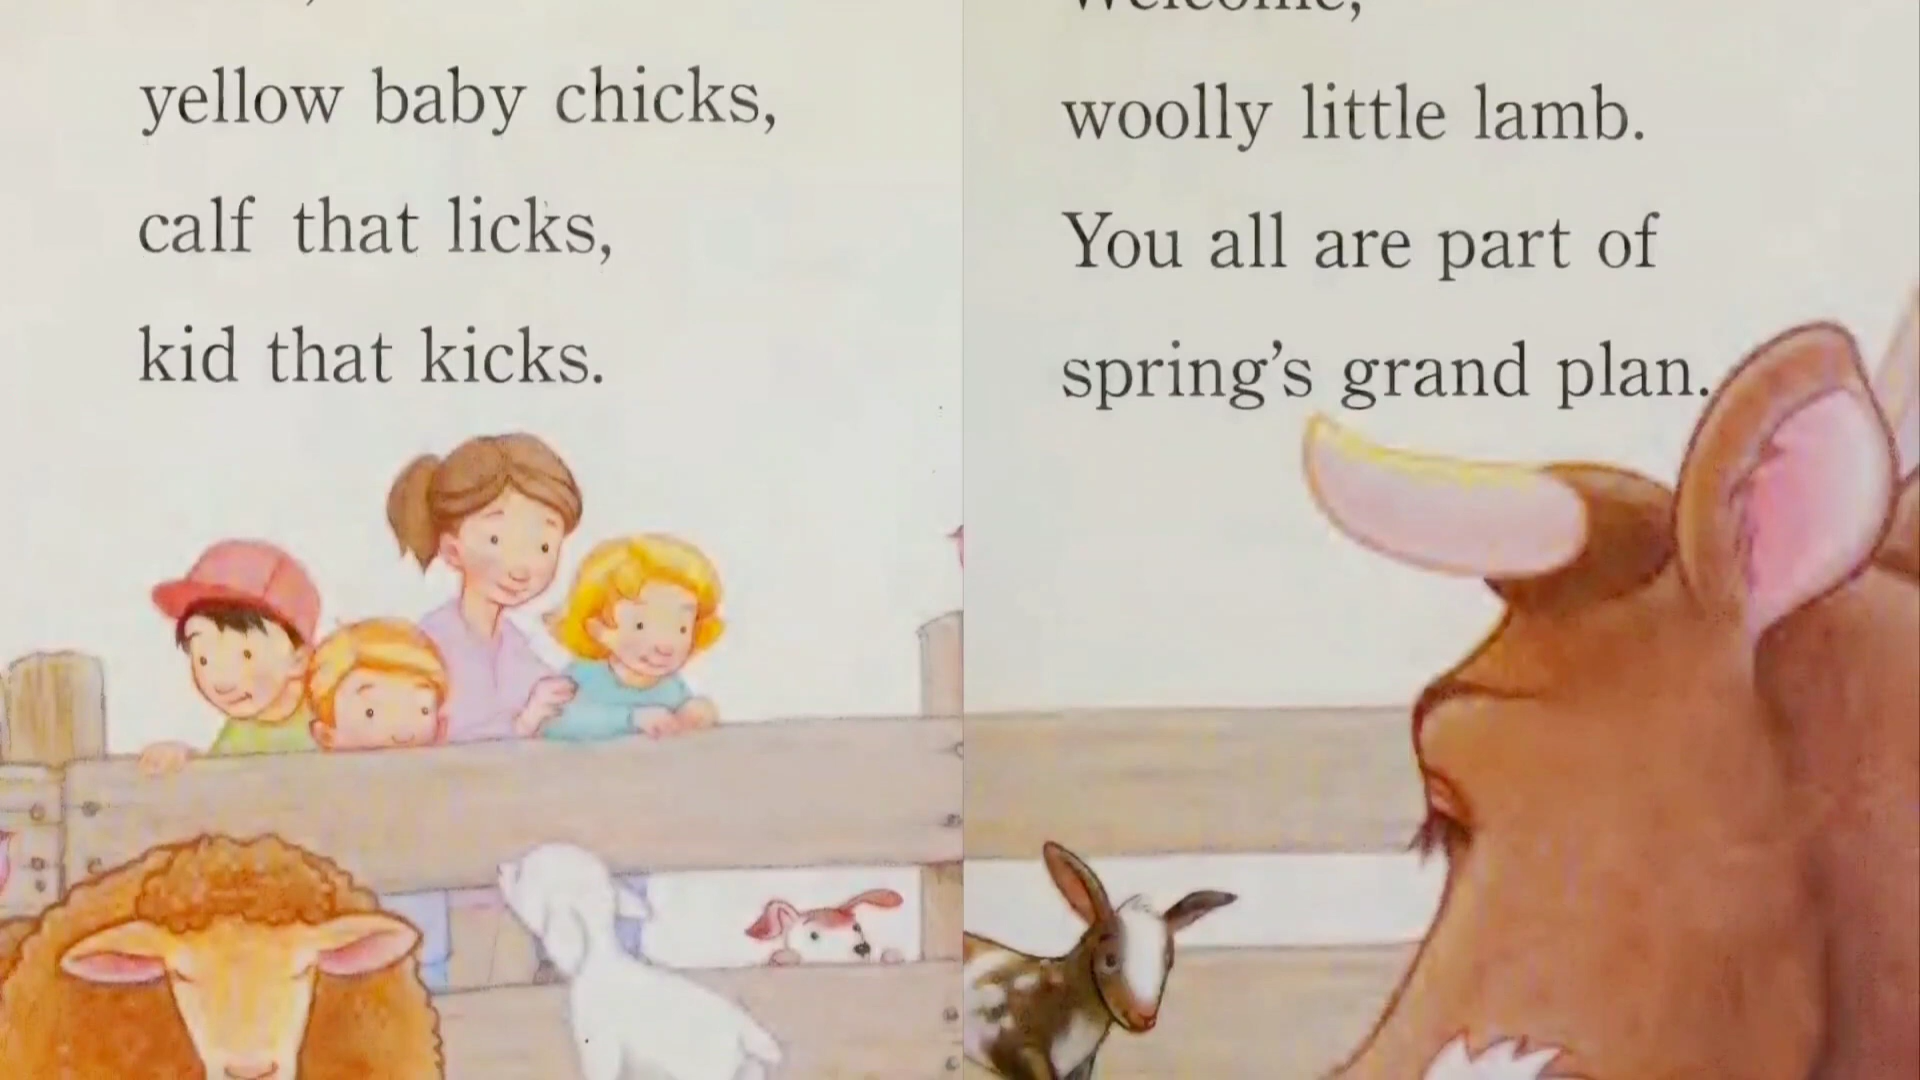 yellow baby chicks,
calf that licks,
kid that kicks.
Welcome,
woolly little lamb.
You all are part of
spring's grand plan.